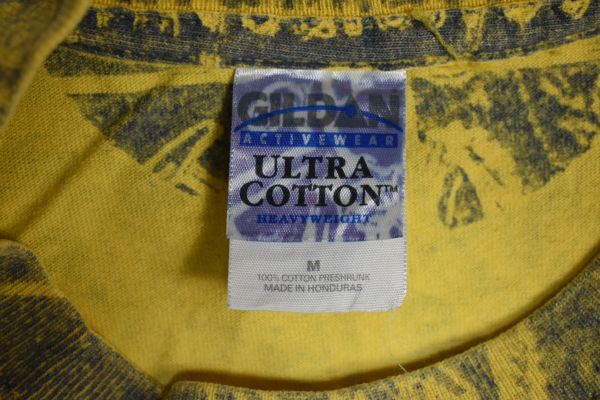 GILDAN
ACTIVEWEAR
ULTRA
COTTON™
HEAVYWEIGHT
M
100% COTTON PRESHRUNK
MADE IN HONDURAS